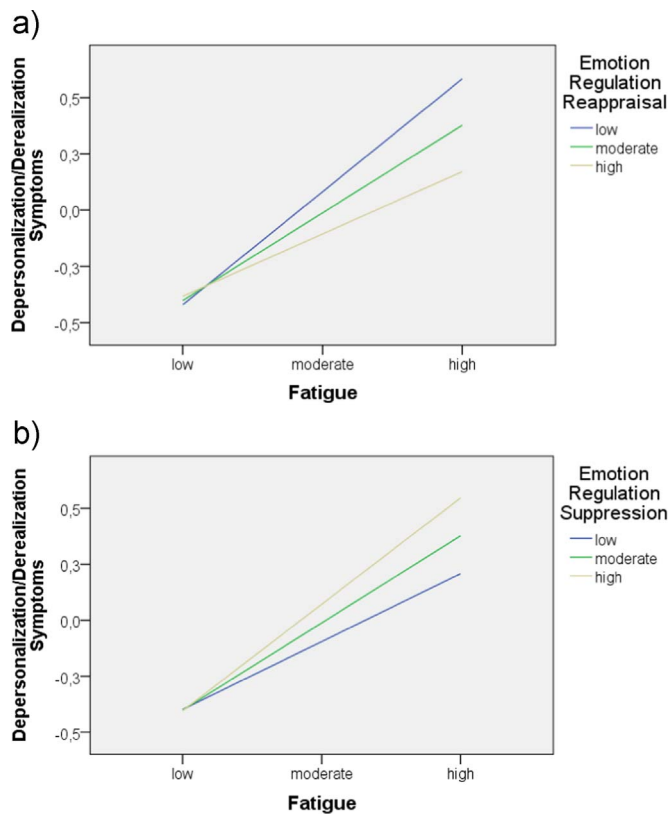 a)
Depersonalization/Derealization
Symptoms
0,5
0,3
0,0
-0,3
-0,5
low
moderate
high
Fatigue
Emotion
Regulation
Reappraisal
low
moderate
high
b)
Depersonalization/Derealization
Symptoms
0,5
0,3
0,0
-0,3
-0,5
low
moderate
high
Fatigue
Emotion
Regulation
Suppression
low
moderate
high